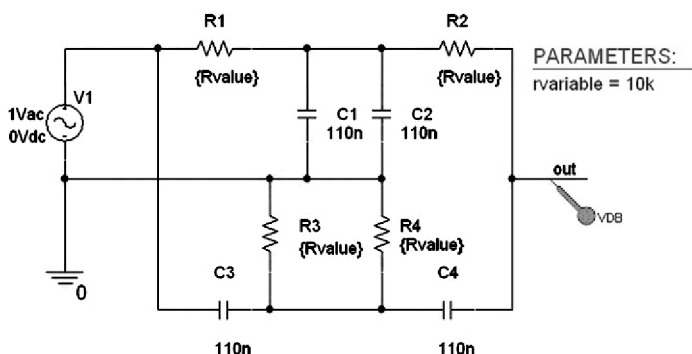 R1
R2
{Rvalue}
{Rvalue}
PARAMETERS:
rvariable = 10k
V1
1Vac
0Vdc
C1
110n
C2
110n
out
VDB
R3
{Rvalue}
R4
{Rvalue}
0
C3
C4
110n
110n